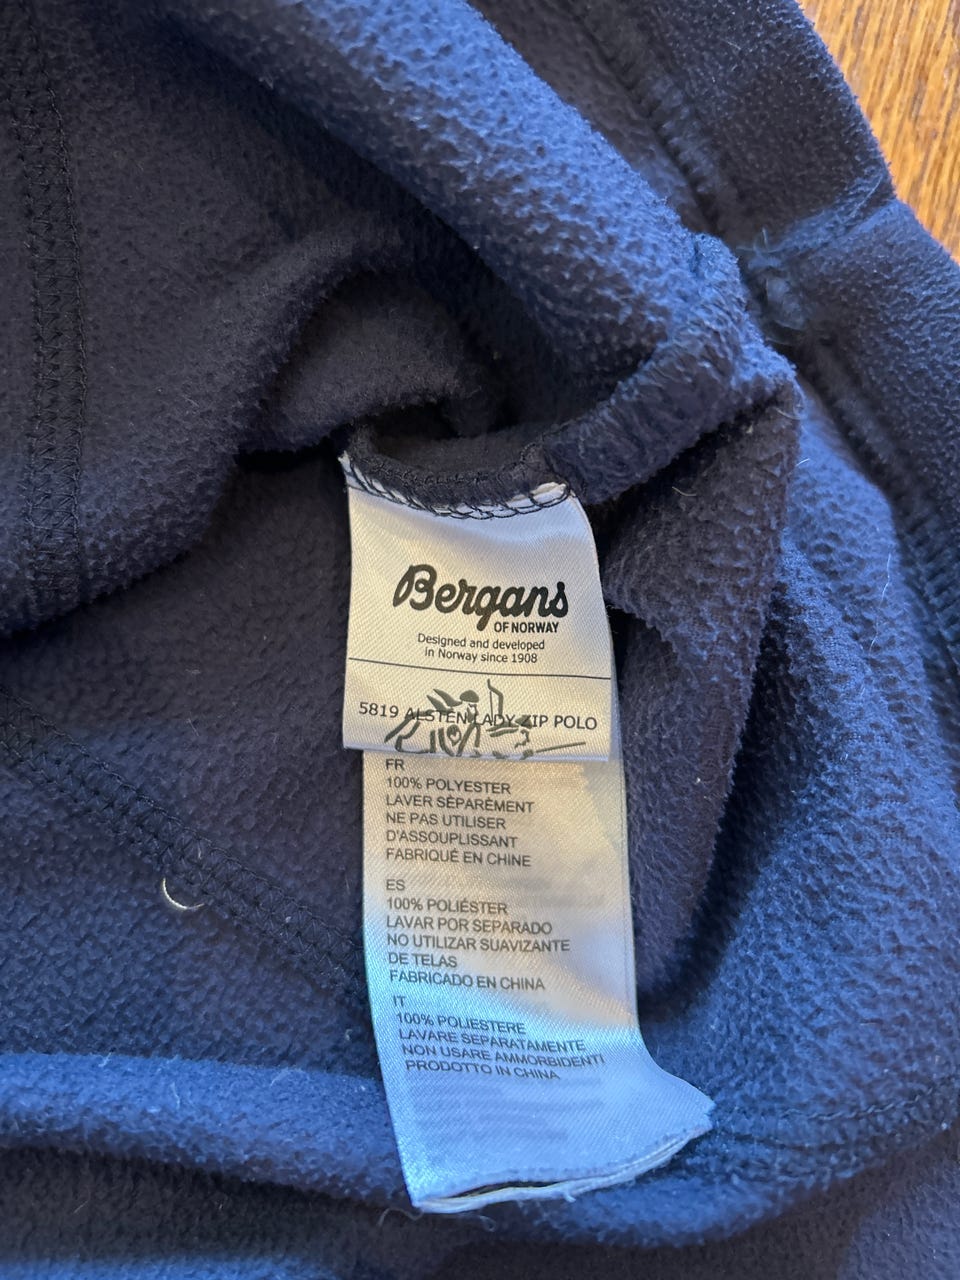 Bergans
OF NORWAY
Designed and developed
in Norway since 1908
5819 ALSTEN LADY ZIP POLO
FR
100% POLYESTER
LAVER SÉPARÉMENT
NE PAS UTILISER
D'ASSOUPLISSANT
FABRIQUÉ EN CHINE
ES
100% POLIÉSTER
LAVAR POR SEPARADO
NO UTILIZAR SUAVIZANTE
DE TELAS
FABRICADO EN CHINA
IT
100% POLIESTERE
LAVARE SEPARATAMENTE
NON USARE AMMORBIDENTI
PRODOTTO IN CHINA